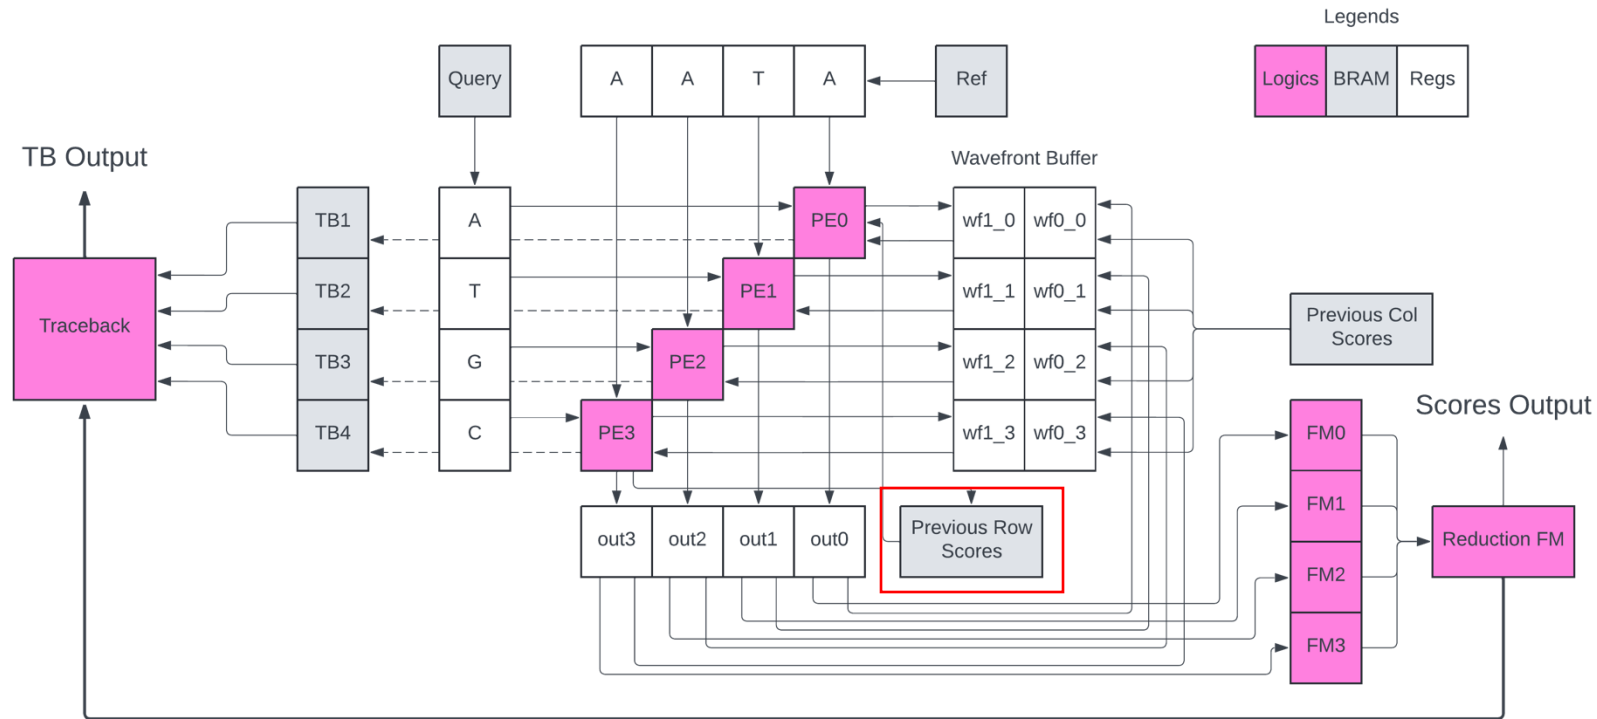 Legends
Query
A
A
T
A
Ref
Logics
BRAM
Regs
TB Output
Wavefront Buffer
TB1
A
PE0
wf1_0
wf0_0
TB2
T
PE1
wf1_1
wf0_1
Traceback
Previous Col
Scores
TB3
G
PE2
wf1_2
wf0_2
Scores Output
TB4
C
PE3
wf1_3
wf0_3
FM0
FM1
out3
out2
out1
out0
Previous Row
Scores
Reduction FM
FM2
FM3